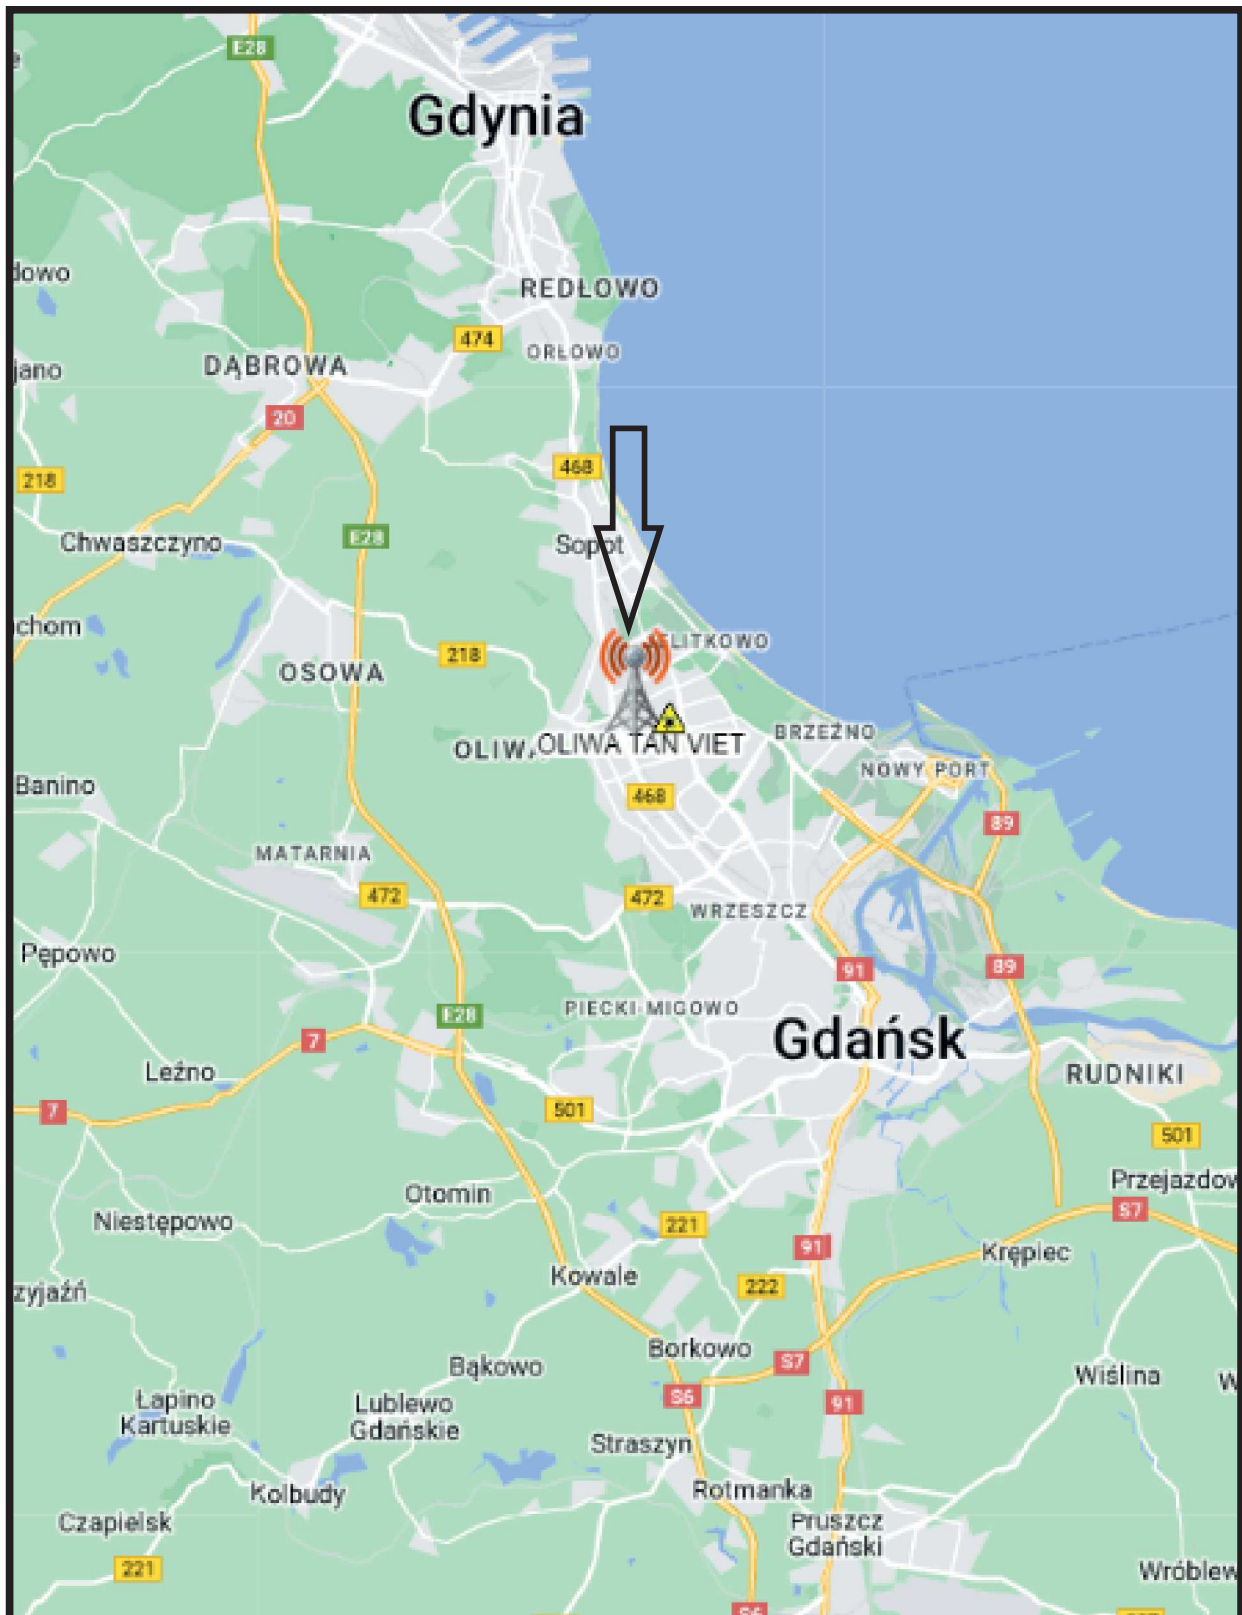 E28
Gdynia
dowo
REDŁOWO
474
ORŁOWO
DĄBROWA
jano
20
468
218
Chwaszczyno
E28
Sopot
chom
JELITKOWO
218
OSOWA
BRZEŹNO
OLIWA
OLIWA TAN VIET
NOWY PORT
Banino
468
89
MATARNIA
472
472
WRZESZCZ
Pępowo
91
89
PIECKI-MIGOWO
E28
Gdańsk
7
Leźno
RUDNIKI
7
501
501
Przejazdow
Otomin
S7
Niestępowo
221
91
Krępiec
Kowale
222
zyjaźń
Borkowo
S7
Bąkowo
Wiślina
W
S6
91
Łapino
Kartuskie
Lublewo
Gdańskie
Straszyn
Kolbudy
Rotmanka
Czapielsk
Pruszcz
Gdański
221
Wróblew
S6